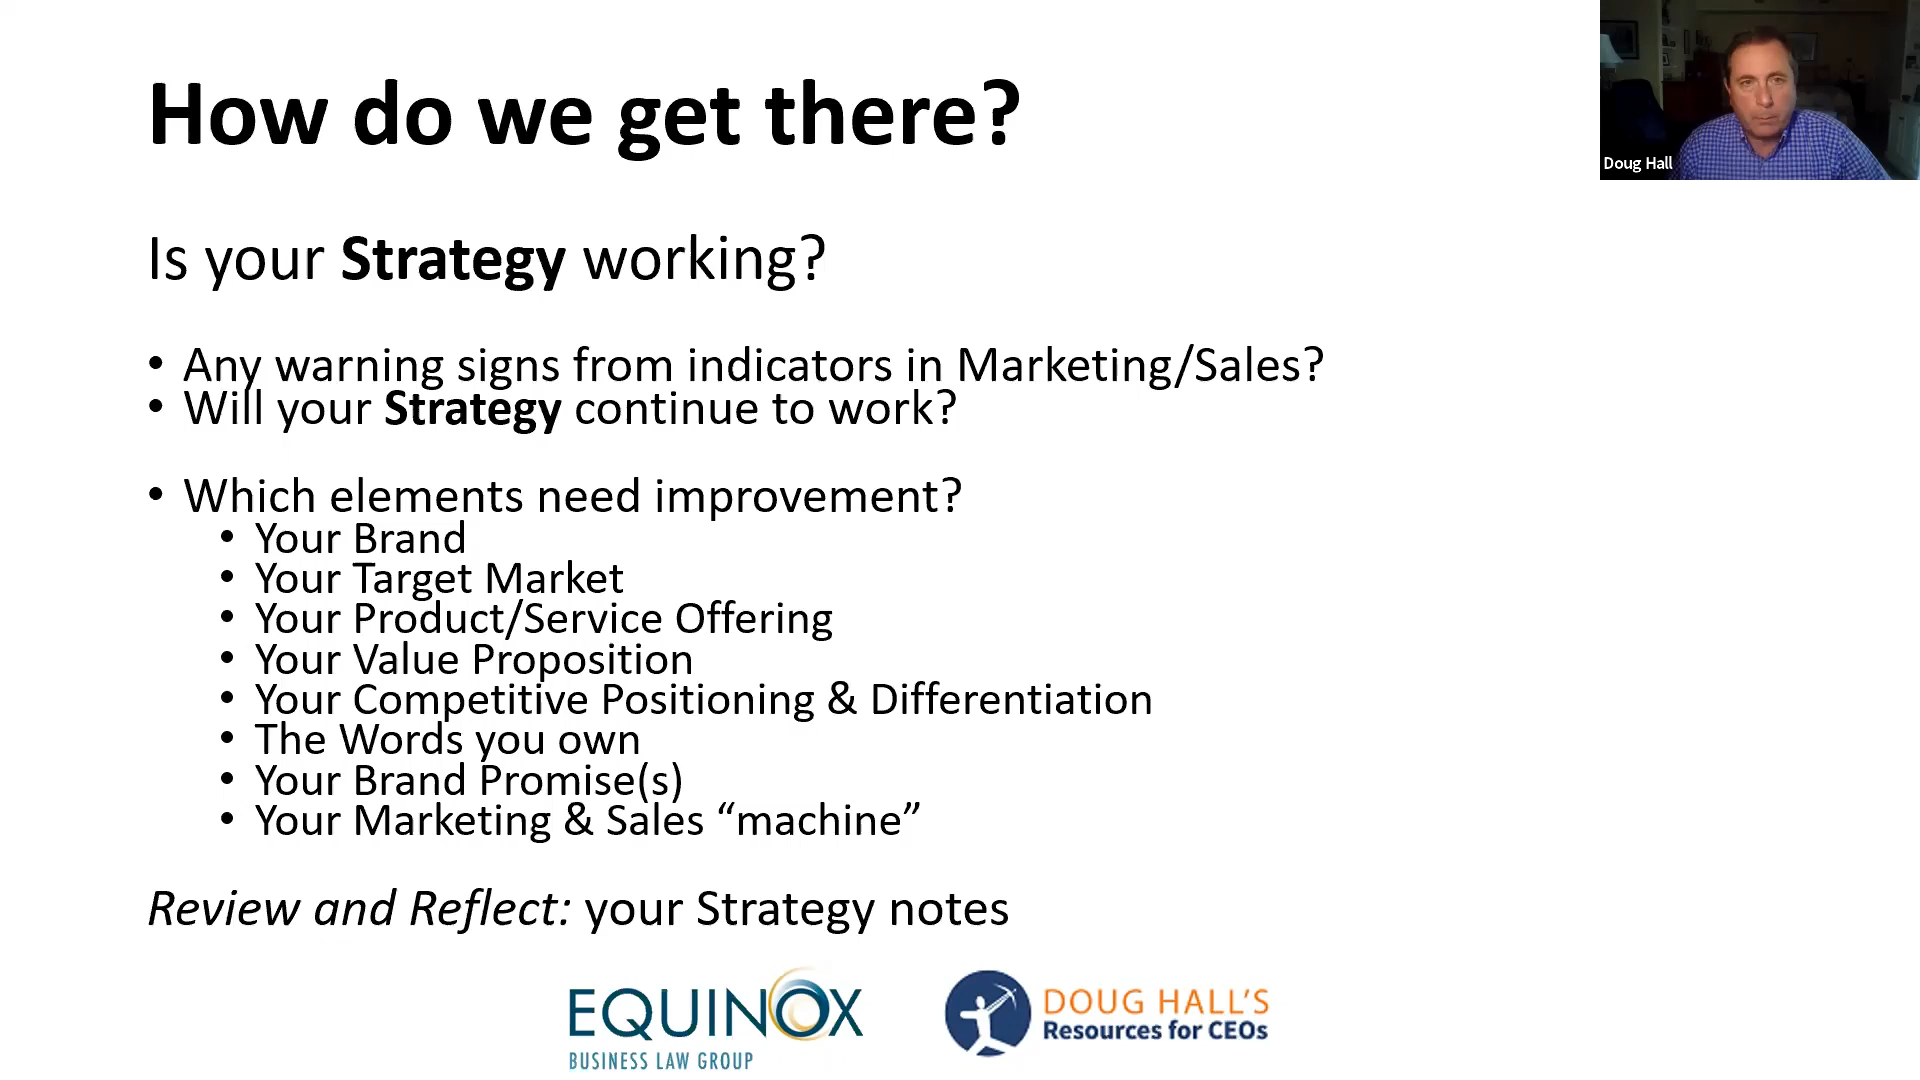 How do we get there?
Doug Hall
Is your Strategy working?
• Any warning signs from indicators in Marketing/Sales?
• Will your Strategy continue to work?
• Which elements need improvement?
• Your Brand
• Your Target Market
• Your Product/Service Offering
• Your Value Proposition
• Your Competitive Positioning & Differentiation
• The Words you own
• Your Brand Promise(s)
• Your Marketing & Sales “machine”
Review and Reflect: your Strategy notes
EQUINOX
BUSINESS LAW GROUP
DOUG HALL'S
Resources for CEOs